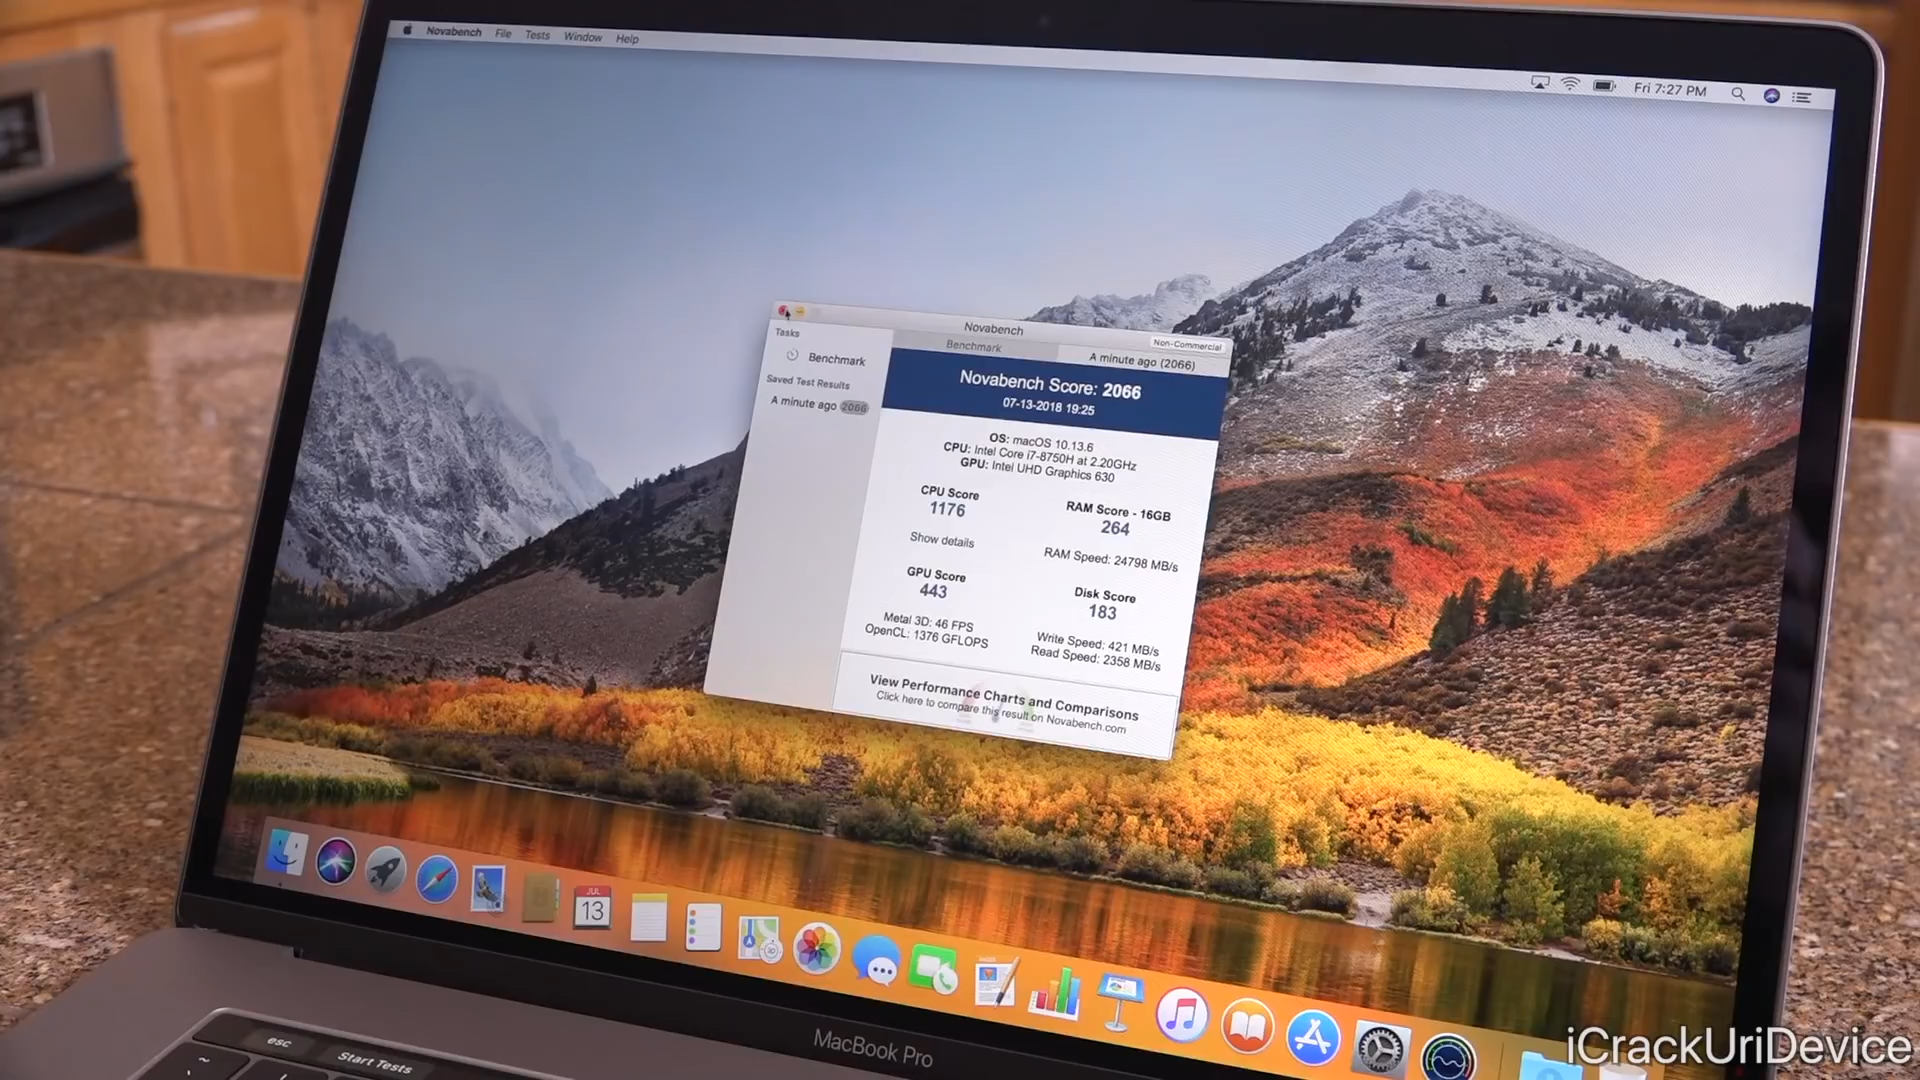 Novabench File Tests Window Help
Fri 7:27 PM
Novabench
Non-Commercial
Tasks
Benchmark
Saved Test Results
A minute ago 2066
Benchmark
A minute ago (2066)
Novabench Score: 2066
07-13-2018 19:25
OS: macOS 10.13.6
CPU: Intel Core i7-8750H at 2.20GHz
GPU: Intel UHD Graphics 630
CPU Score
1176
Show details
RAM Score - 16GB
264
RAM Speed: 24798 MB/s
GPU Score
443
Metal 3D: 46 FPS
OpenCL: 1376 GFLOPS
Disk Score
183
Write Speed: 421 MB/s
Read Speed: 2358 MB/s
View Performance Charts and Comparisons
Click here to compare this result on Novabench.com
JUL
13
MacBook Pro
esc
Start Tests
~
iCrackUriDevice